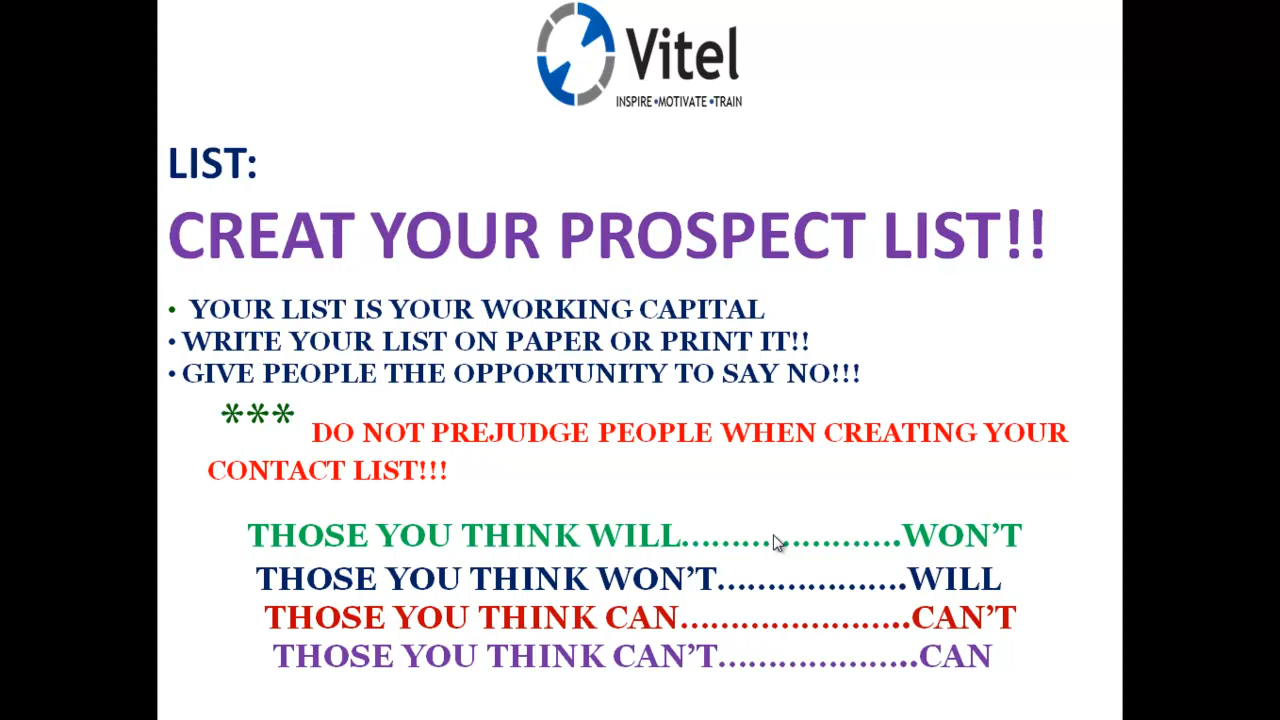 Vitel
INSPIRE •MOTIVATE •TRAIN
LIST:
CREAT YOUR PROSPECT LIST!!
• YOUR LIST IS YOUR WORKING CAPITAL
• WRITE YOUR LIST ON PAPER OR PRINT IT!!
• GIVE PEOPLE THE OPPORTUNITY TO SAY NO!!!
*** DO NOT PREJUDGE PEOPLE WHEN CREATING YOUR
CONTACT LIST!!!
THOSE YOU THINK WILL………………….WON’T
THOSE YOU THINK WON’T……………….WILL
THOSE YOU THINK CAN…………………..CAN’T
THOSE YOU THINK CAN’T………………..CAN